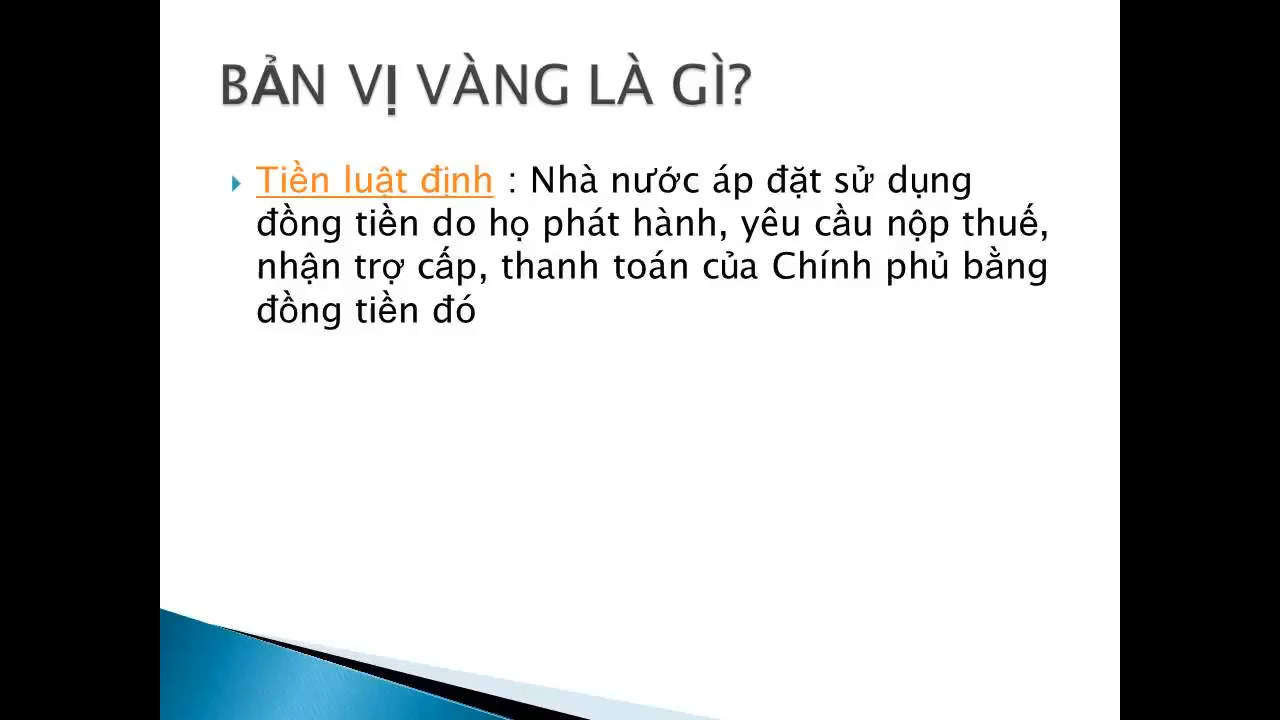 BẢN VỊ VÀNG LÀ GÌ?
Tiền luật định : Nhà nước áp đặt sử dụng
đồng tiền do họ phát hành, yêu cầu nộp thuế,
nhận trợ cấp, thanh toán của Chính phủ bằng
đồng tiền đó